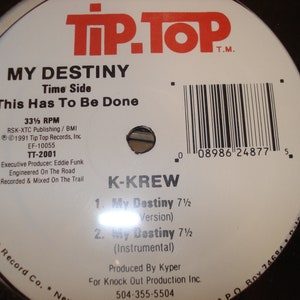 TIP.TOP T.M.
MY DESTINY
Time Side
This Has To Be Done
33⅓ RPM
RSK-XTC Publishing / BMI
℗©1991 Tip Top Records, Inc.
EF-10055
TT-2001
Executive Producer: Eddie Funk
Engineered On The Road
Recorded & Mixed On The Trail
0 08986 24877 5
K-KREW
1. My Destiny 7½
Version)
2. My Destiny 7½
(Instrumental)
Produced By Kyper
For Knock Out Production Inc.
504-355-5504
Record Co.